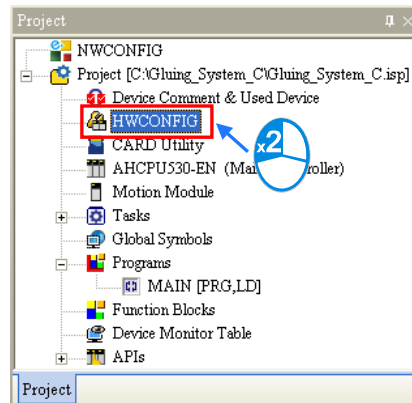 Project
NWCONFIG
Project [C:\Gluing_System_C\Gluing_System_C.isp]
Device Comment & Used Device
HWCONFIG
CARD Utility
x2
AHCPU530-EN (Ma roller)
Motion Module
Tasks
Global Symbols
Programs
MAIN [PRG,LD]
Function Blocks
Device Monitor Table
APIs
Project